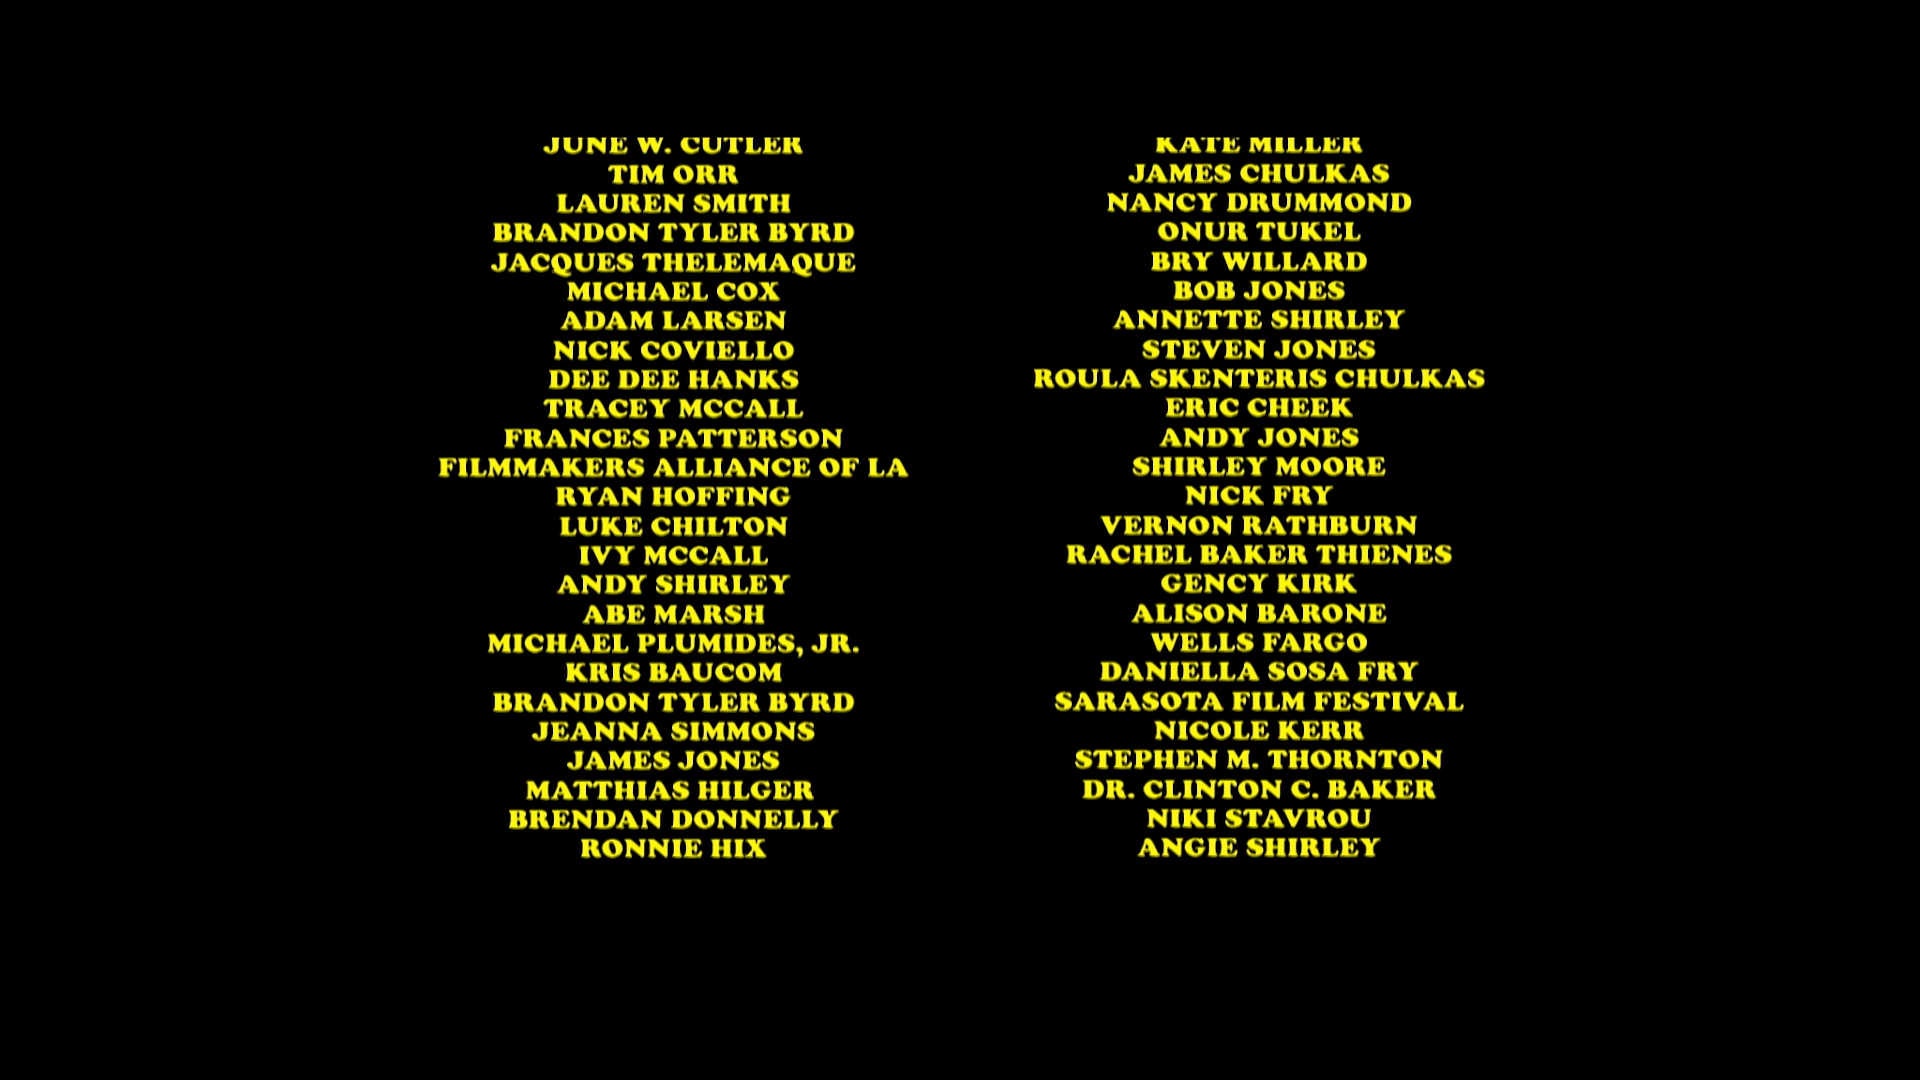 JUNE W. CUTLER
TIM ORR
LAUREN SMITH
BRANDON TYLER BYRD
JACQUES THELEMAQUE
MICHAEL COX
ADAM LARSEN
NICK COVIELLO
DEE DEE HANKS
TRACEY MCCALL
FRANCES PATTERSON
FILMMAKERS ALLIANCE OF LA
RYAN HOFFING
LUKE CHILTON
IVY MCCALL
ANDY SHIRLEY
ABE MARSH
MICHAEL PLUMIDES, JR.
KRIS BAUCOM
BRANDON TYLER BYRD
JEANNA SIMMONS
JAMES JONES
MATTHIAS HILGER
BRENDAN DONNELLY
RONNIE HIX
KATE MILLER
JAMES CHULKAS
NANCY DRUMMOND
ONUR TUKEL
BRY WILLARD
BOB JONES
ANNETTE SHIRLEY
STEVEN JONES
ROULA SKENTERIS CHULKAS
ERIC CHEEK
ANDY JONES
SHIRLEY MOORE
NICK FRY
VERNON RATHBURN
RACHEL BAKER THIENES
GENCY KIRK
ALISON BARONE
WELLS FARGO
DANIELLA SOSA FRY
SARASOTA FILM FESTIVAL
NICOLE KERR
STEPHEN M. THORNTON
DR. CLINTON C. BAKER
NIKI STAVROU
ANGIE SHIRLEY